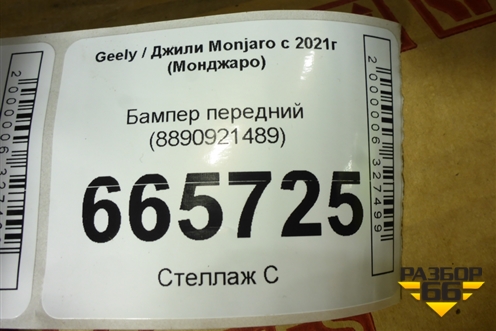 Geely / Джили Monjaro с 2021г
(Монджаро)
Бампер передний
(8890921489)
665725
Стеллаж С
2000006327499
РАЗБОР
66